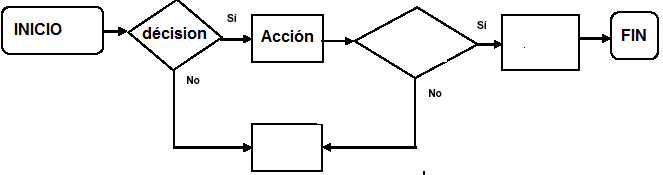 INICIO
décision
Sí
Acción
Sí
FIN
No
No